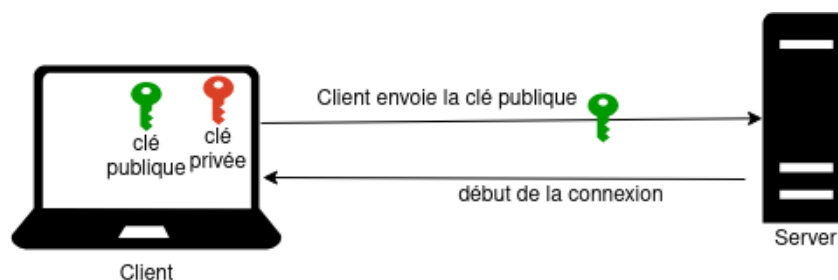 Client envoie la clé publique
clé
publique
clé
privée
début de la connexion
Server
Client